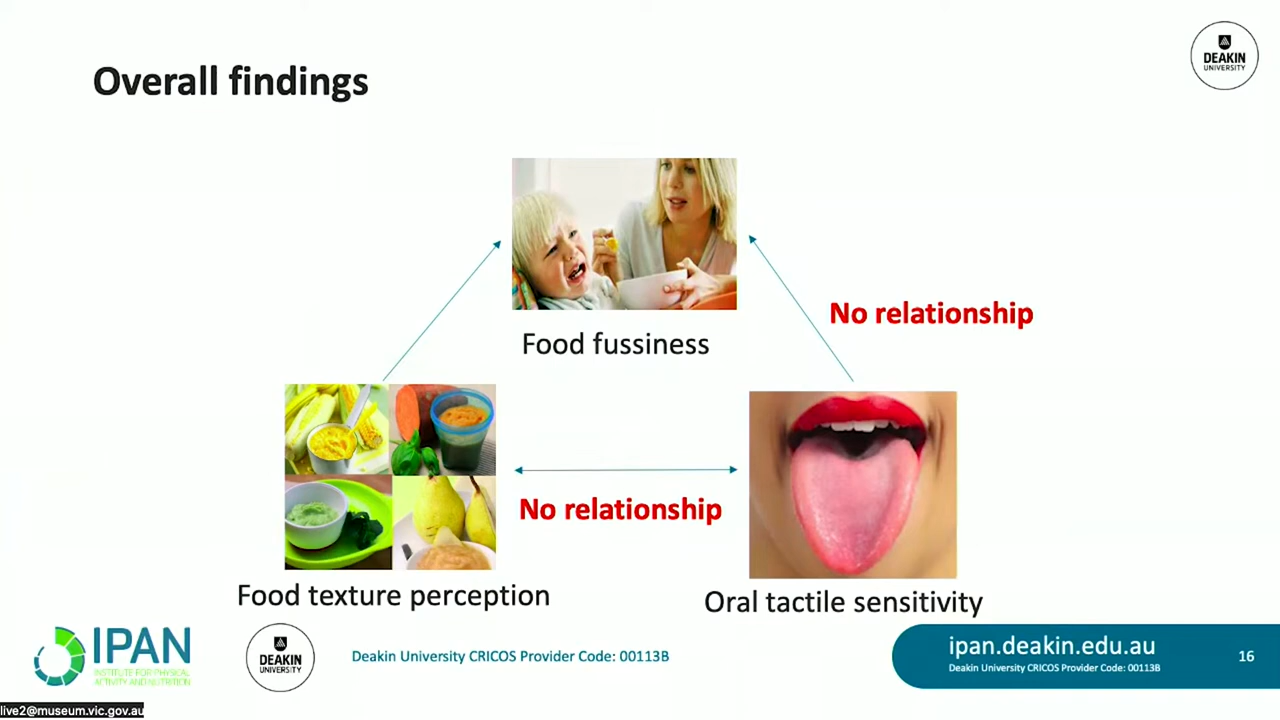 Overall findings
DEAKIN
UNIVERSITY
Food fussiness
No relationship
No relationship
Food texture perception
Oral tactile sensitivity
IPAN
INSTITUTE FOR PHYSICAL
ACTIVITY AND NUTRITION
DEAKIN
UNIVERSITY
Deakin University CRICOS Provider Code: 00113B
ipan.deakin.edu.au
Deakin University CRICOS Provider Code: 00113B
16
live2@museum.vic.gov.au